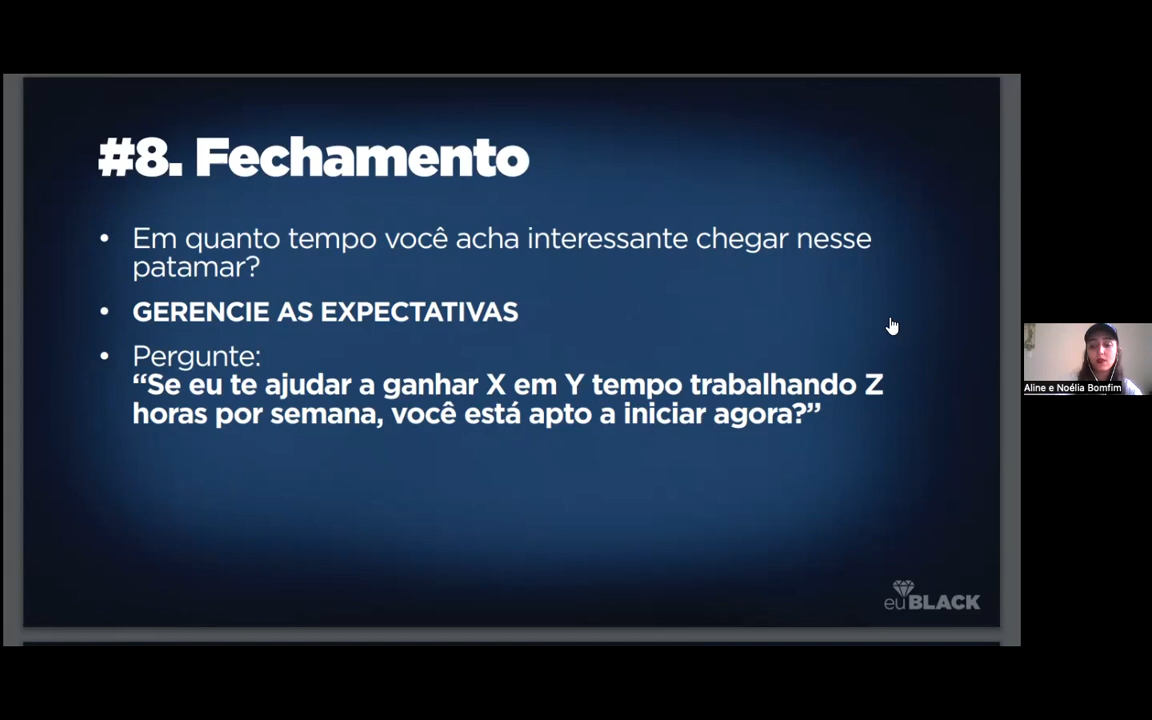 #8. Fechamento
• Em quanto tempo você acha interessante chegar nesse
patamar?
• GERENCIE AS EXPECTATIVAS
• Pergunte:
“Se eu te ajudar a ganhar X em Y tempo trabalhando Z
horas por semana, você está apto a iniciar agora?”
euBLACK
Aline e Noélia Bomfim